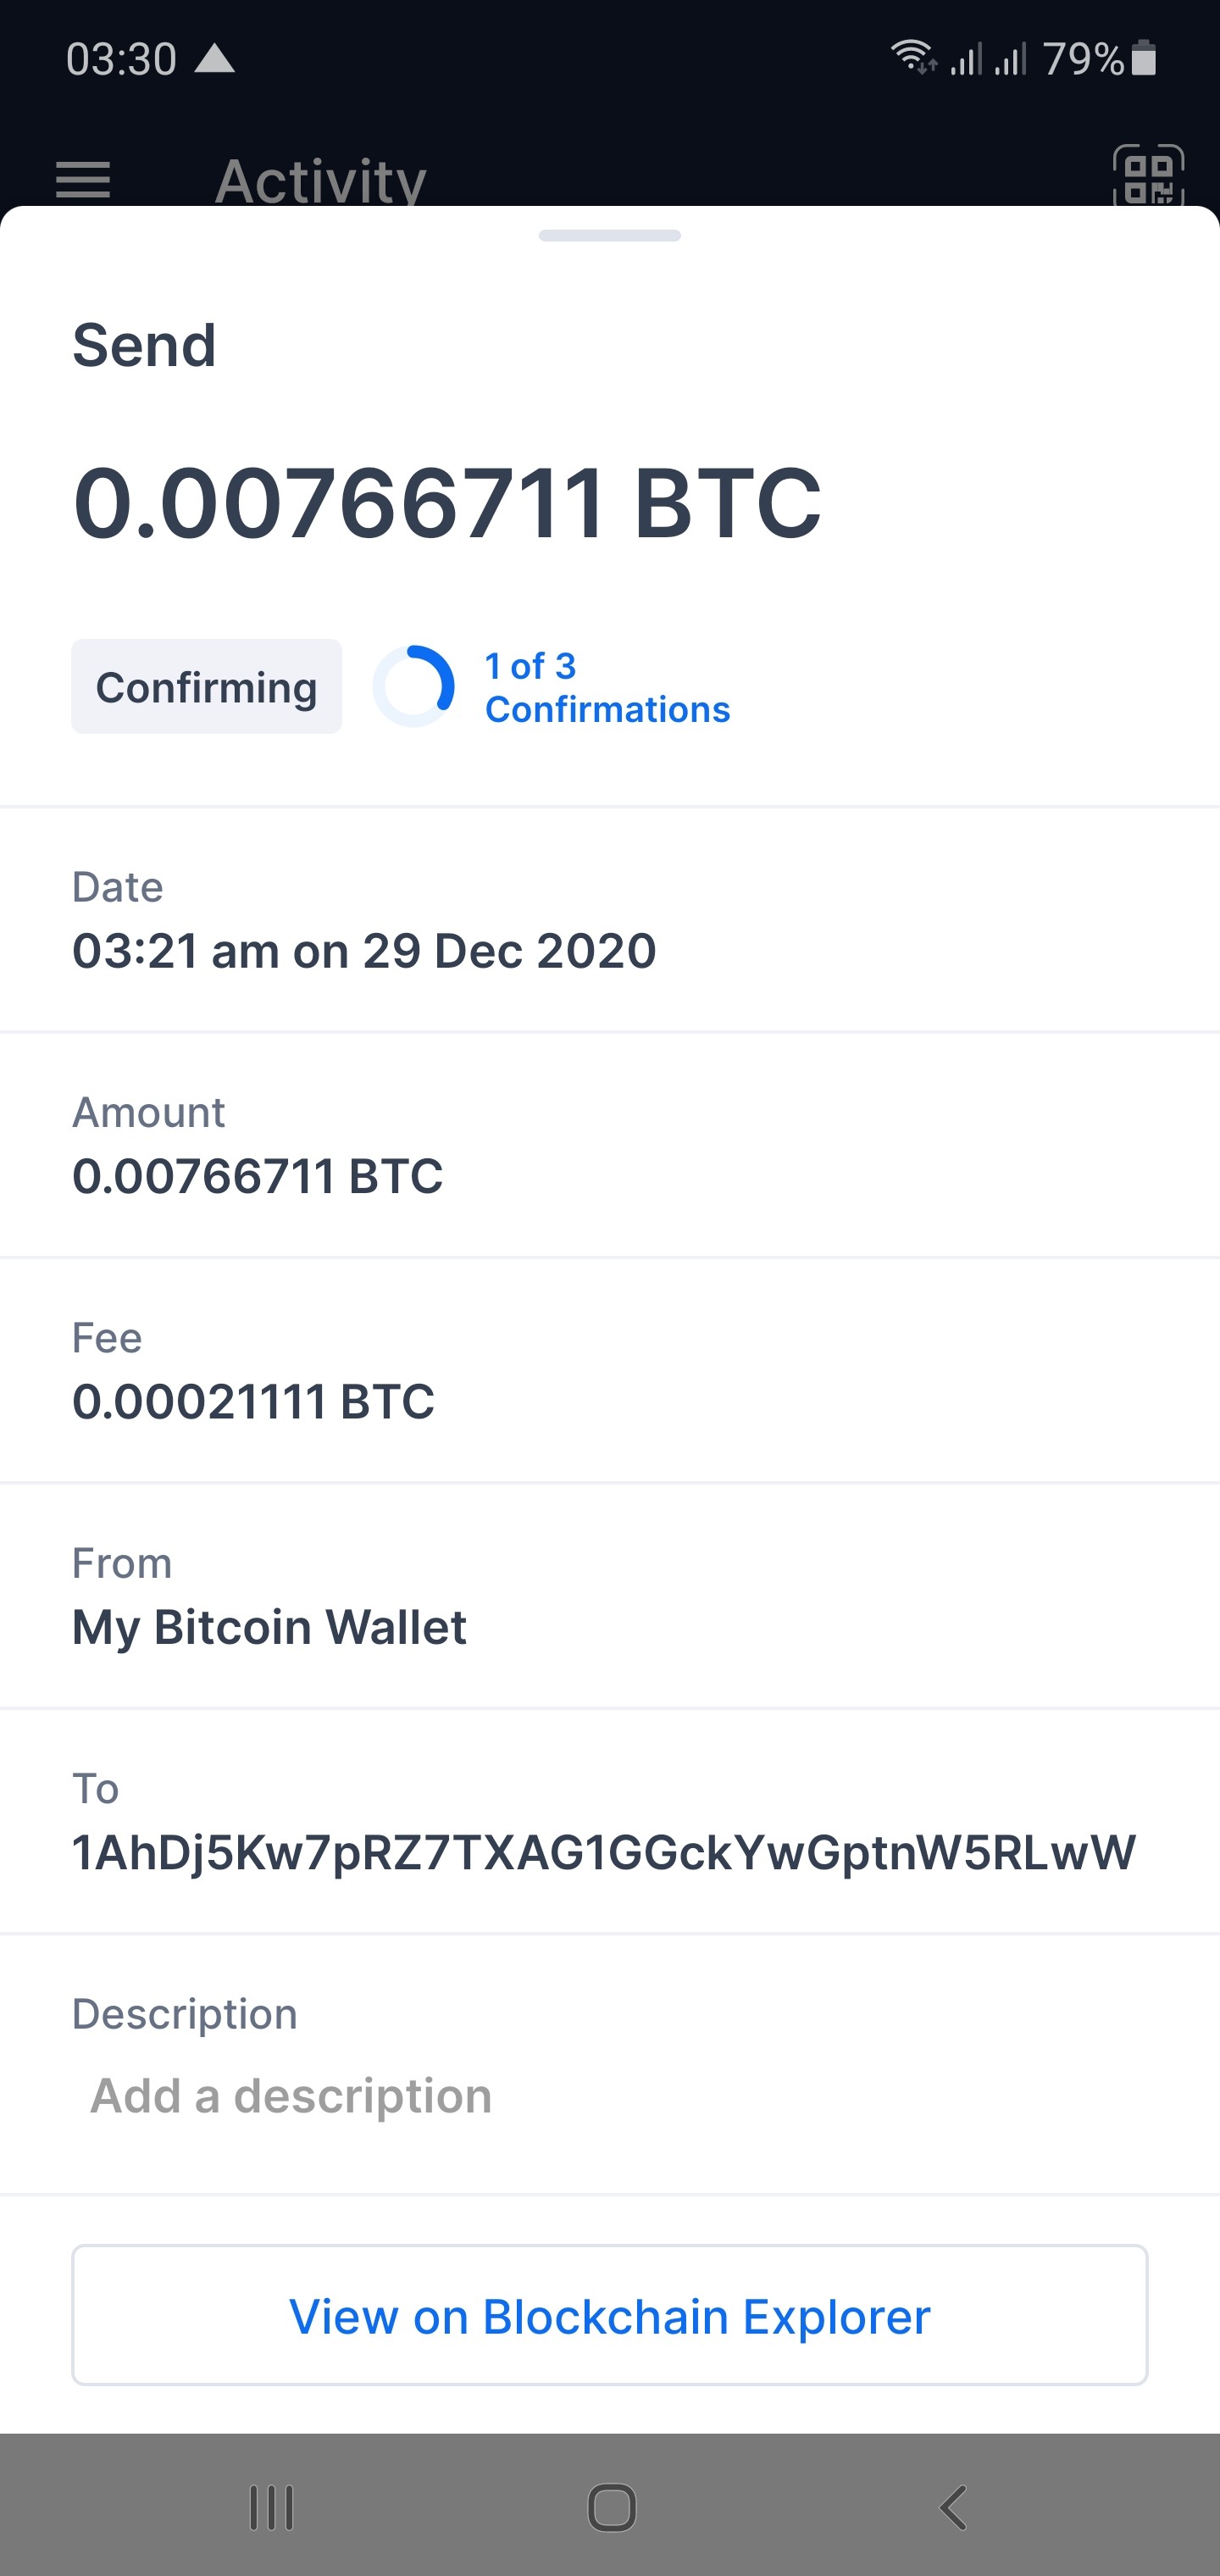 03:30
79%
Activity
Send
0.00766711 BTC
Confirming
1 of 3
Confirmations
Date
03:21 am on 29 Dec 2020
Amount
0.00766711 BTC
Fee
0.00021111 BTC
From
My Bitcoin Wallet
To
1AhDj5Kw7pRZ7TXAG1GGckYwGptnW5RLwW
Description
Add a description
View on Blockchain Explorer